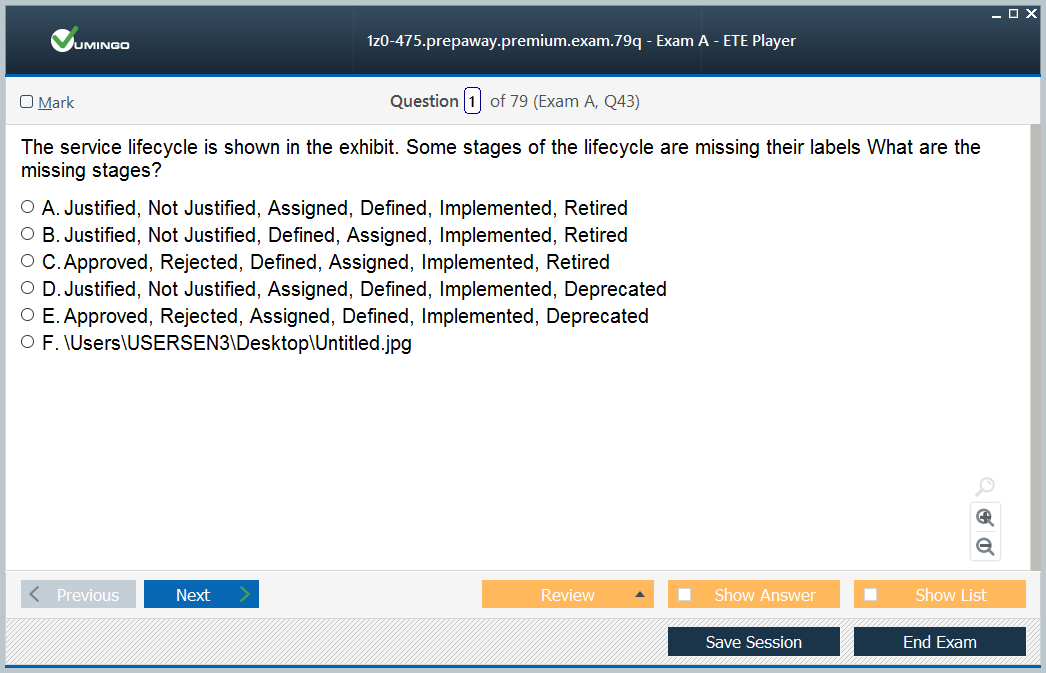 VUMINGO
1z0-475.prepaway.premium.exam.79q - Exam A - ETE Player
Mark
Question 1 of 79 (Exam A, Q43)
The service lifecycle is shown in the exhibit. Some stages of the lifecycle are missing their labels What are the
missing stages?
A. Justified, Not Justified, Assigned, Defined, Implemented, Retired
B. Justified, Not Justified, Defined, Assigned, Implemented, Retired
C. Approved, Rejected, Defined, Assigned, Implemented, Retired
D. Justified, Not Justified, Assigned, Defined, Implemented, Deprecated
E. Approved, Rejected, Assigned, Defined, Implemented, Deprecated
F. \Users\USERSEN3\Desktop\Untitled.jpg
Previous
Next
Review
Show Answer
Show List
Save Session
End Exam